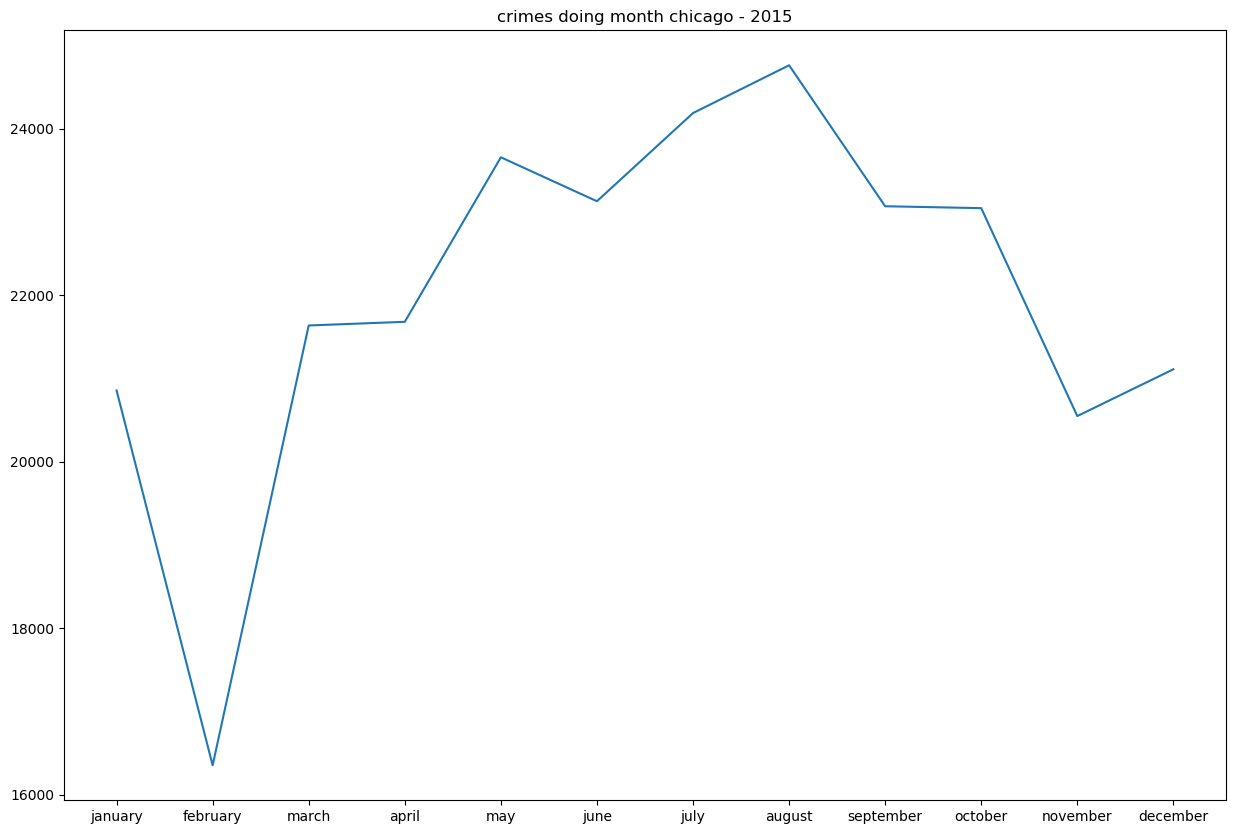 crimes doing month chicago - 2015
24000
22000
20000
18000
16000
january february march april may june july august september october november december